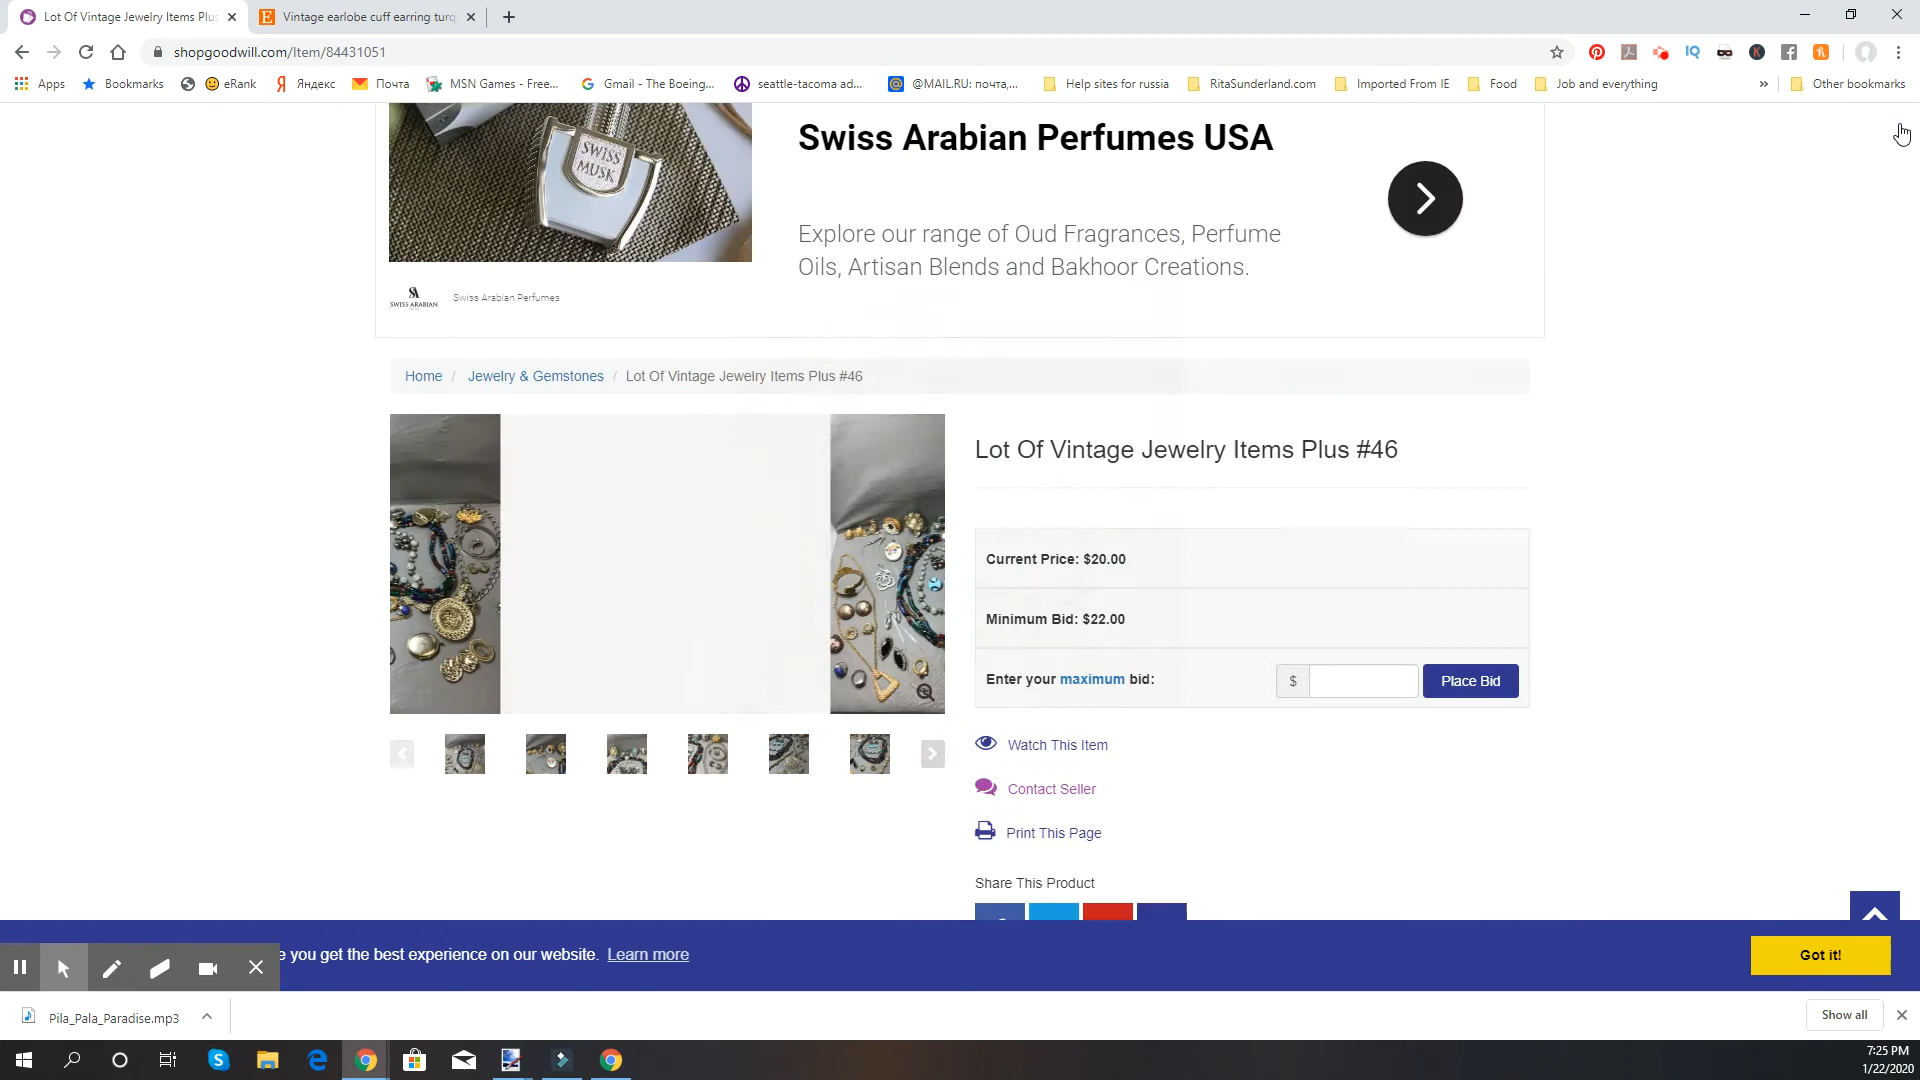 Lot Of Vintage Jewelry Items Plus
Vintage earlobe cuff earring turq
shopgoodwill.com/Item/84431051
Apps
Bookmarks
eRank
Яндекс
Почта
MSN Games - Free...
Gmail - The Boeing...
seattle-tacoma ad...
@MAIL.RU: почта,...
Help sites for russia
RitaSunderland.com
Imported From IE
Food
Job and everything
»
Other bookmarks
SWISS
MUSK
Swiss Arabian Perfumes USA
Explore our range of Oud Fragrances, Perfume
Oils, Artisan Blends and Bakhoor Creations.
SWISS ARABIAN
Swiss Arabian Perfumes
Home / Jewelry & Gemstones / Lot Of Vintage Jewelry Items Plus #46
Lot Of Vintage Jewelry Items Plus #46
Current Price: $20.00
Minimum Bid: $22.00
Enter your maximum bid:
$
Place Bid
Watch This Item
Contact Seller
Print This Page
Share This Product
e you get the best experience on our website. Learn more
Got it!
Pila_Pala_Paradise.mp3
Show all
7:25 PM
1/22/2020